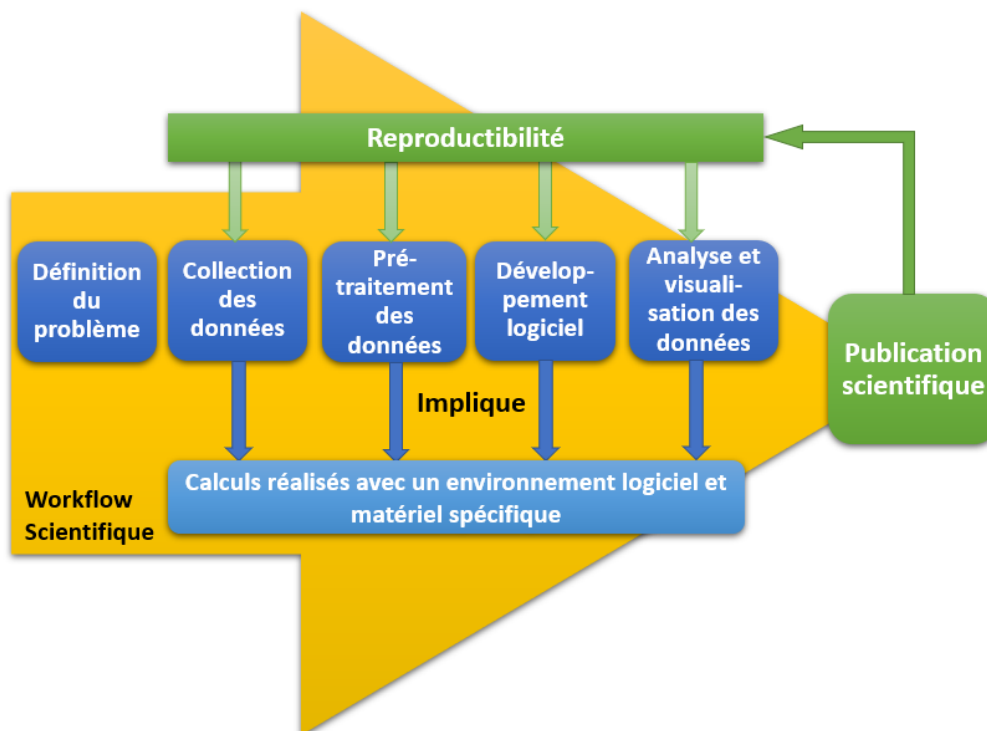 Reproductibilité
Définition
du
problème
Collection
des
données
Pré-
traitement
des
données
Dévelop-
pement
logiciel
Analyse et
visuali-
sation des
données
Publication
scientifique
Implique
Calculs réalisés avec un environnement logiciel et
matériel spécifique
Workflow
Scientifique